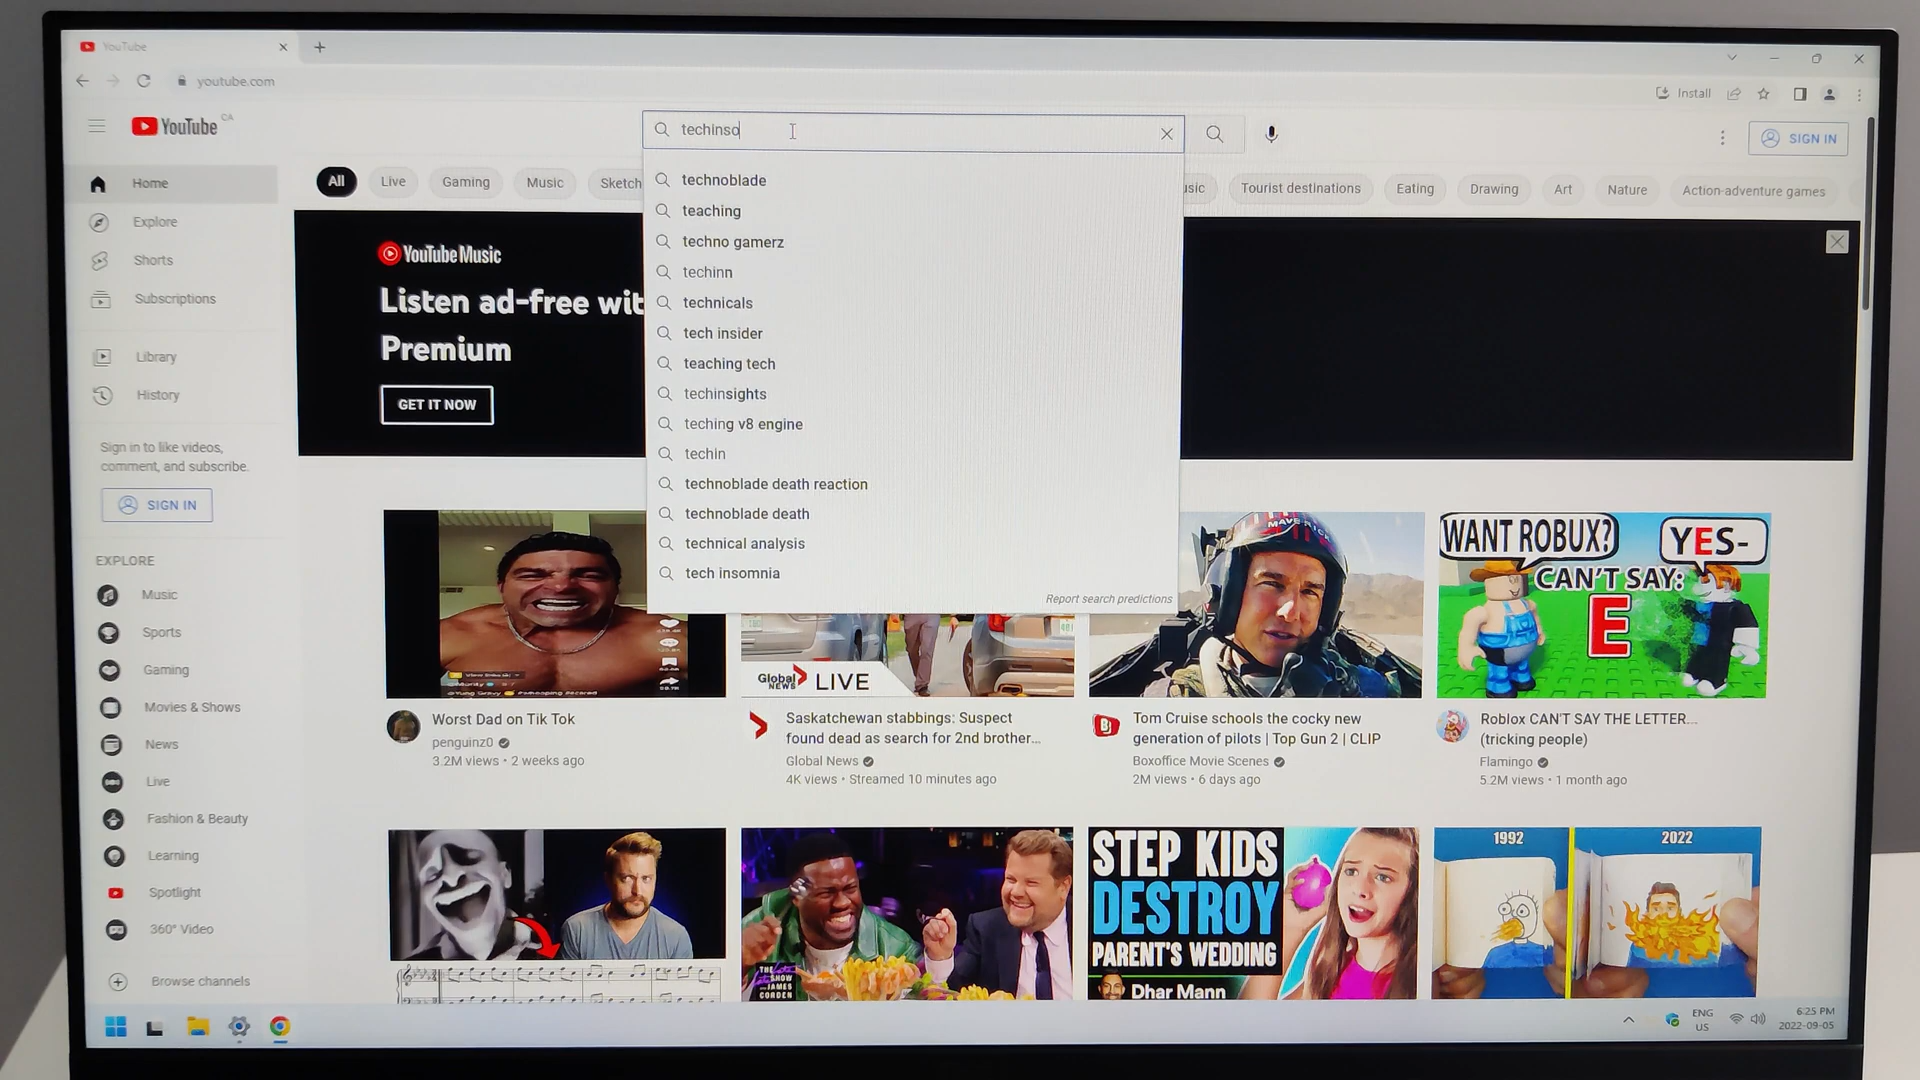 YouTube
youtube.com
Install
YouTube CA
techinso
SIGN IN
Home
Explore
Shorts
Subscriptions
Library
History
Sign in to like videos,
comment, and subscribe.
SIGN IN
EXPLORE
Music
Sports
Gaming
Movies & Shows
News
Live
Fashion & Beauty
Learning
Spotlight
360° Video
Browse channels
All
Live
Gaming
Music
Sketch
usic
Tourist destinations
Eating
Drawing
Art
Nature
Action-adventure games
technoblade
teaching
techno gamerz
techinn
technicals
tech insider
teaching tech
techinsights
teching v8 engine
techin
technoblade death reaction
technoblade death
technical analysis
tech insomnia
Report search predictions
YouTube Music
Listen ad-free wit
Premium
GET IT NOW
Global NEWS LIVE
MAVERICK
WANT ROBUX?
YES-
CAN'T SAY:
E
Worst Dad on Tik Tok
penguinz0
3.2M views • 2 weeks ago
Saskatchewan stabbings: Suspect
found dead as search for 2nd brother...
Global News
4K views • Streamed 10 minutes ago
Tom Cruise schools the cocky new
generation of pilots | Top Gun 2 | CLIP
Boxoffice Movie Scenes
2M views • 6 days ago
Roblox CAN'T SAY THE LETTER...
(tricking people)
Flamingo
5.2M views • 1 month ago
THE LATE LATE
SHOW
JAMES
CORDEN
STEP KIDS
DESTROY
PARENT'S WEDDING
Dhar Mann
1992
2022
ENG
US
6:25 PM
2022-09-05